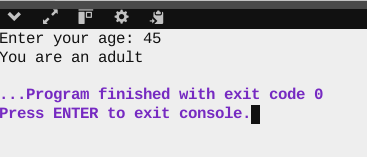 Enter your age: 45
You are an adult
...Program finished with exit code 0
Press ENTER to exit console.